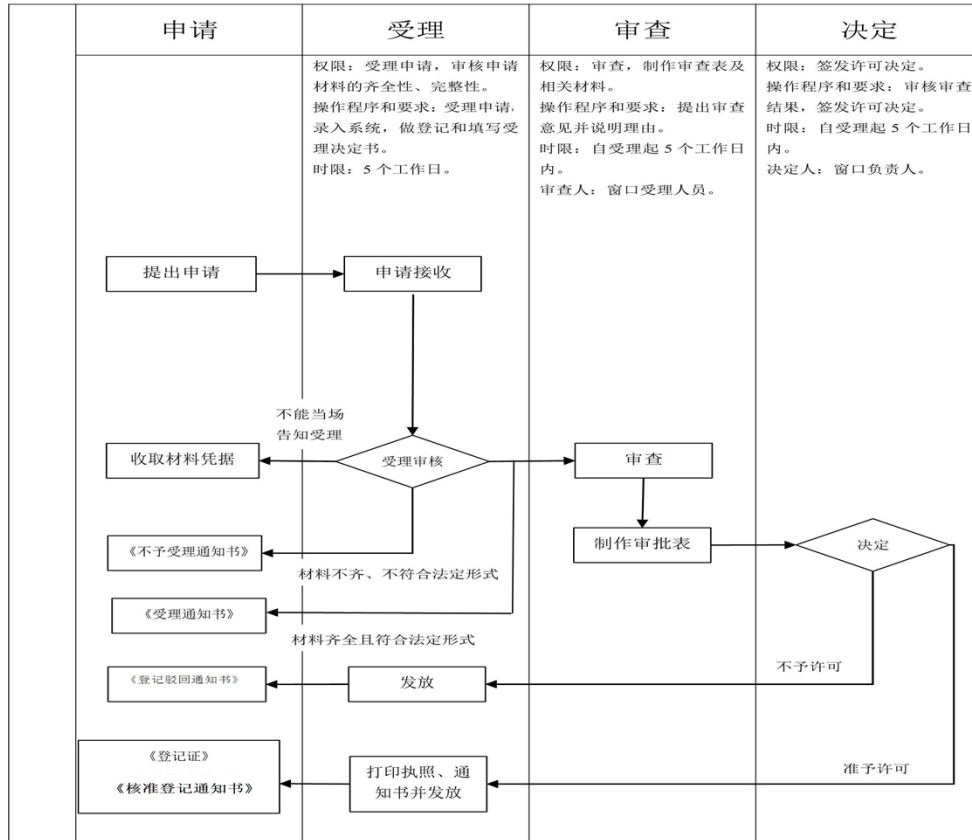 申请
受理
审查
决定
权限：受理申请，审核申请
材料的齐全性、完整性。
操作程序和要求：受理申请，
录入系统，做登记和填写受
理决定书。
时限：5 个工作日。
权限：审查，制作审查表及
相关材料。
操作程序和要求：提出审查
意见并说明理由。
时限：自受理起 5 个工作日
内。
审查人：窗口受理人员。
权限：签发许可决定。
操作程序和要求：审核审查
结果，签发许可决定。
时限：自受理起 5 个工作日
内。
决定人：窗口负责人。
提出申请
申请接收
不能当场
告知受理
收取材料凭据
受理审核
审查
《不予受理通知书》
制作审批表
决定
材料不齐、不符合法定形式
《受理通知书》
材料齐全且符合法定形式
不予许可
《登记驳回通知书》
发放
《登记证》
《核准登记通知书》
打印执照、通
知书并发放
准予许可